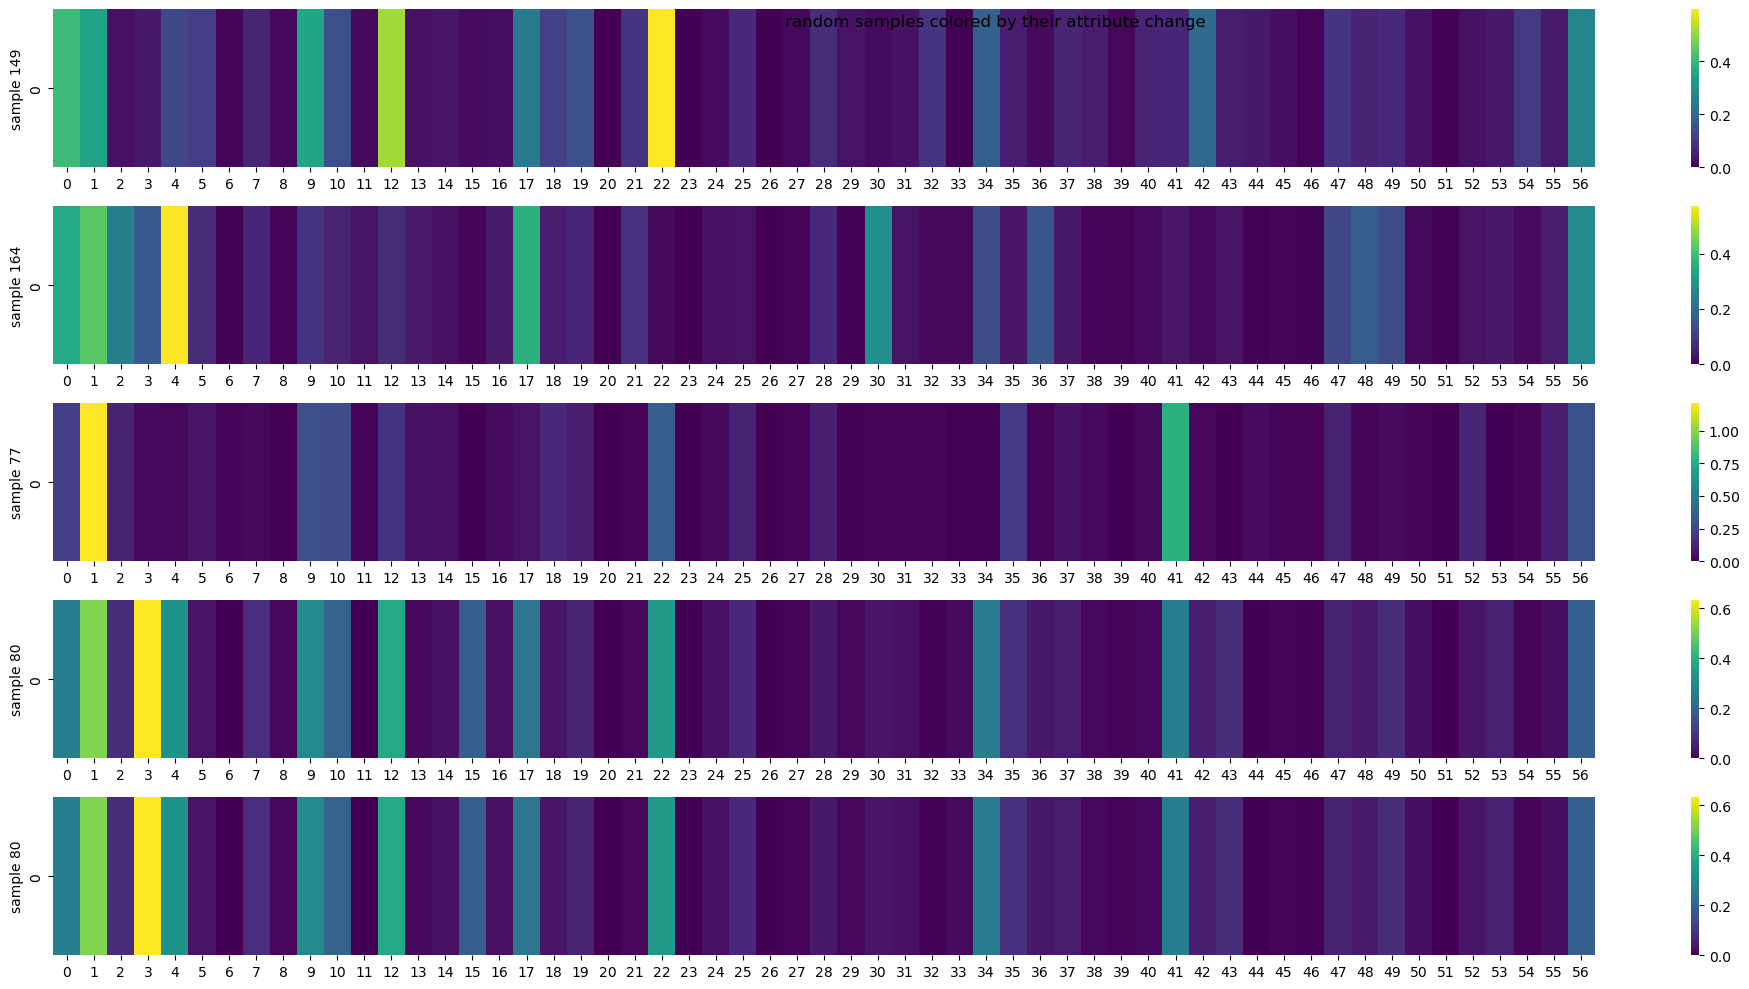 random samples colored by their attribute change
sample 149
0
0.4
0.2
0.0
0 1 2 3 4 5 6 7 8 9 10 11 12 13 14 15 16 17 18 19 20 21 22 23 24 25 26 27 28 29 30 31 32 33 34 35 36 37 38 39 40 41 42 43 44 45 46 47 48 49 50 51 52 53 54 55 56
sample 164
0
0.4
0.2
0.0
0 1 2 3 4 5 6 7 8 9 10 11 12 13 14 15 16 17 18 19 20 21 22 23 24 25 26 27 28 29 30 31 32 33 34 35 36 37 38 39 40 41 42 43 44 45 46 47 48 49 50 51 52 53 54 55 56
sample 77
0
1.00
0.75
0.50
0.25
0.00
0 1 2 3 4 5 6 7 8 9 10 11 12 13 14 15 16 17 18 19 20 21 22 23 24 25 26 27 28 29 30 31 32 33 34 35 36 37 38 39 40 41 42 43 44 45 46 47 48 49 50 51 52 53 54 55 56
sample 80
0
0.6
0.4
0.2
0.0
0 1 2 3 4 5 6 7 8 9 10 11 12 13 14 15 16 17 18 19 20 21 22 23 24 25 26 27 28 29 30 31 32 33 34 35 36 37 38 39 40 41 42 43 44 45 46 47 48 49 50 51 52 53 54 55 56
sample 80
0
0.6
0.4
0.2
0.0
0 1 2 3 4 5 6 7 8 9 10 11 12 13 14 15 16 17 18 19 20 21 22 23 24 25 26 27 28 29 30 31 32 33 34 35 36 37 38 39 40 41 42 43 44 45 46 47 48 49 50 51 52 53 54 55 56